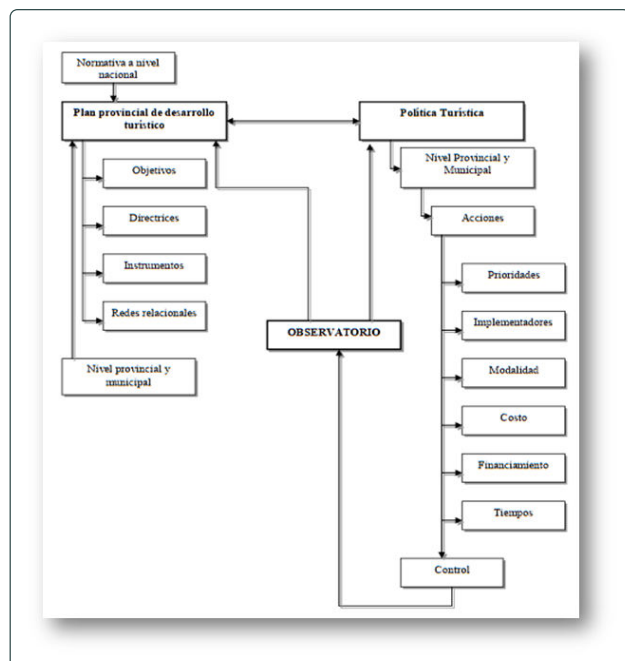 Normativa a nivel
nacional
Plan provincial de desarrollo
turístico
Política Turística
Nivel Provincial y
Municipal
Objetivos
Acciones
Directrices
Prioridades
Instrumentos
Implementadores
Redes relacionales
OBSERVATORIO
Nivel provincial y
municipal
Modalidad
Costo
Financiamiento
Tiempos
Control